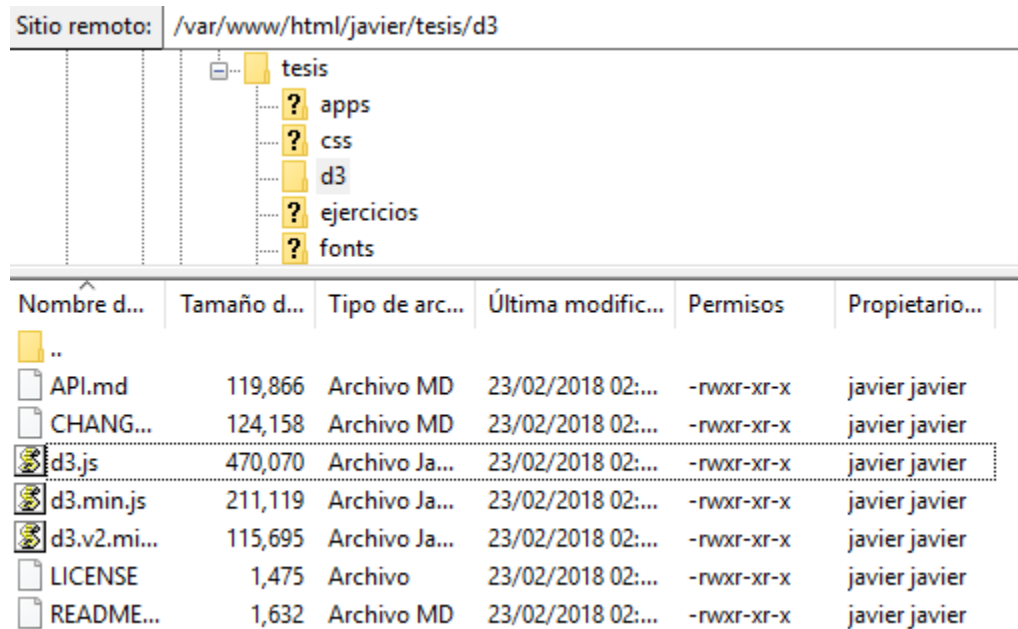 Sitio remoto: /var/www/html/javier/tesis/d3
tesis
? apps
? css
d3
? ejercicios
? fonts
Nombre d... Tamaño d... Tipo de arc... Última modific... Permisos Propietario...
..
API.md 119,866 Archivo MD 23/02/2018 02:... -rwxr-xr-x javier javier
CHANG... 124,158 Archivo MD 23/02/2018 02:... -rwxr-xr-x javier javier
d3.js 470,070 Archivo Ja... 23/02/2018 02:... -rwxr-xr-x javier javier
d3.min.js 211,119 Archivo Ja... 23/02/2018 02:... -rwxr-xr-x javier javier
d3.v2.mi... 115,695 Archivo Ja... 23/02/2018 02:... -rwxr-xr-x javier javier
LICENSE 1,475 Archivo 23/02/2018 02:... -rwxr-xr-x javier javier
README... 1,632 Archivo MD 23/02/2018 02:... -rwxr-xr-x javier javier